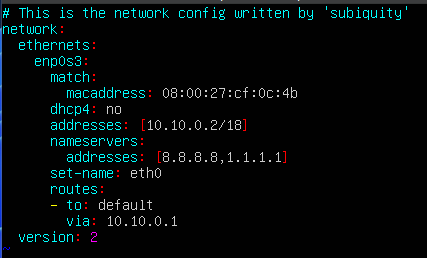 # This is the network config written by 'subiquity'
network:
  ethernets:
    enp0s3:
      match:
        macaddress: 08:00:27:cf:0c:4b
      dhcp4: no
      addresses: [10.10.0.2/18]
      nameservers:
        addresses: [8.8.8.8,1.1.1.1]
      set-name: eth0
      routes:
      - to: default
        via: 10.10.0.1
  version: 2
~